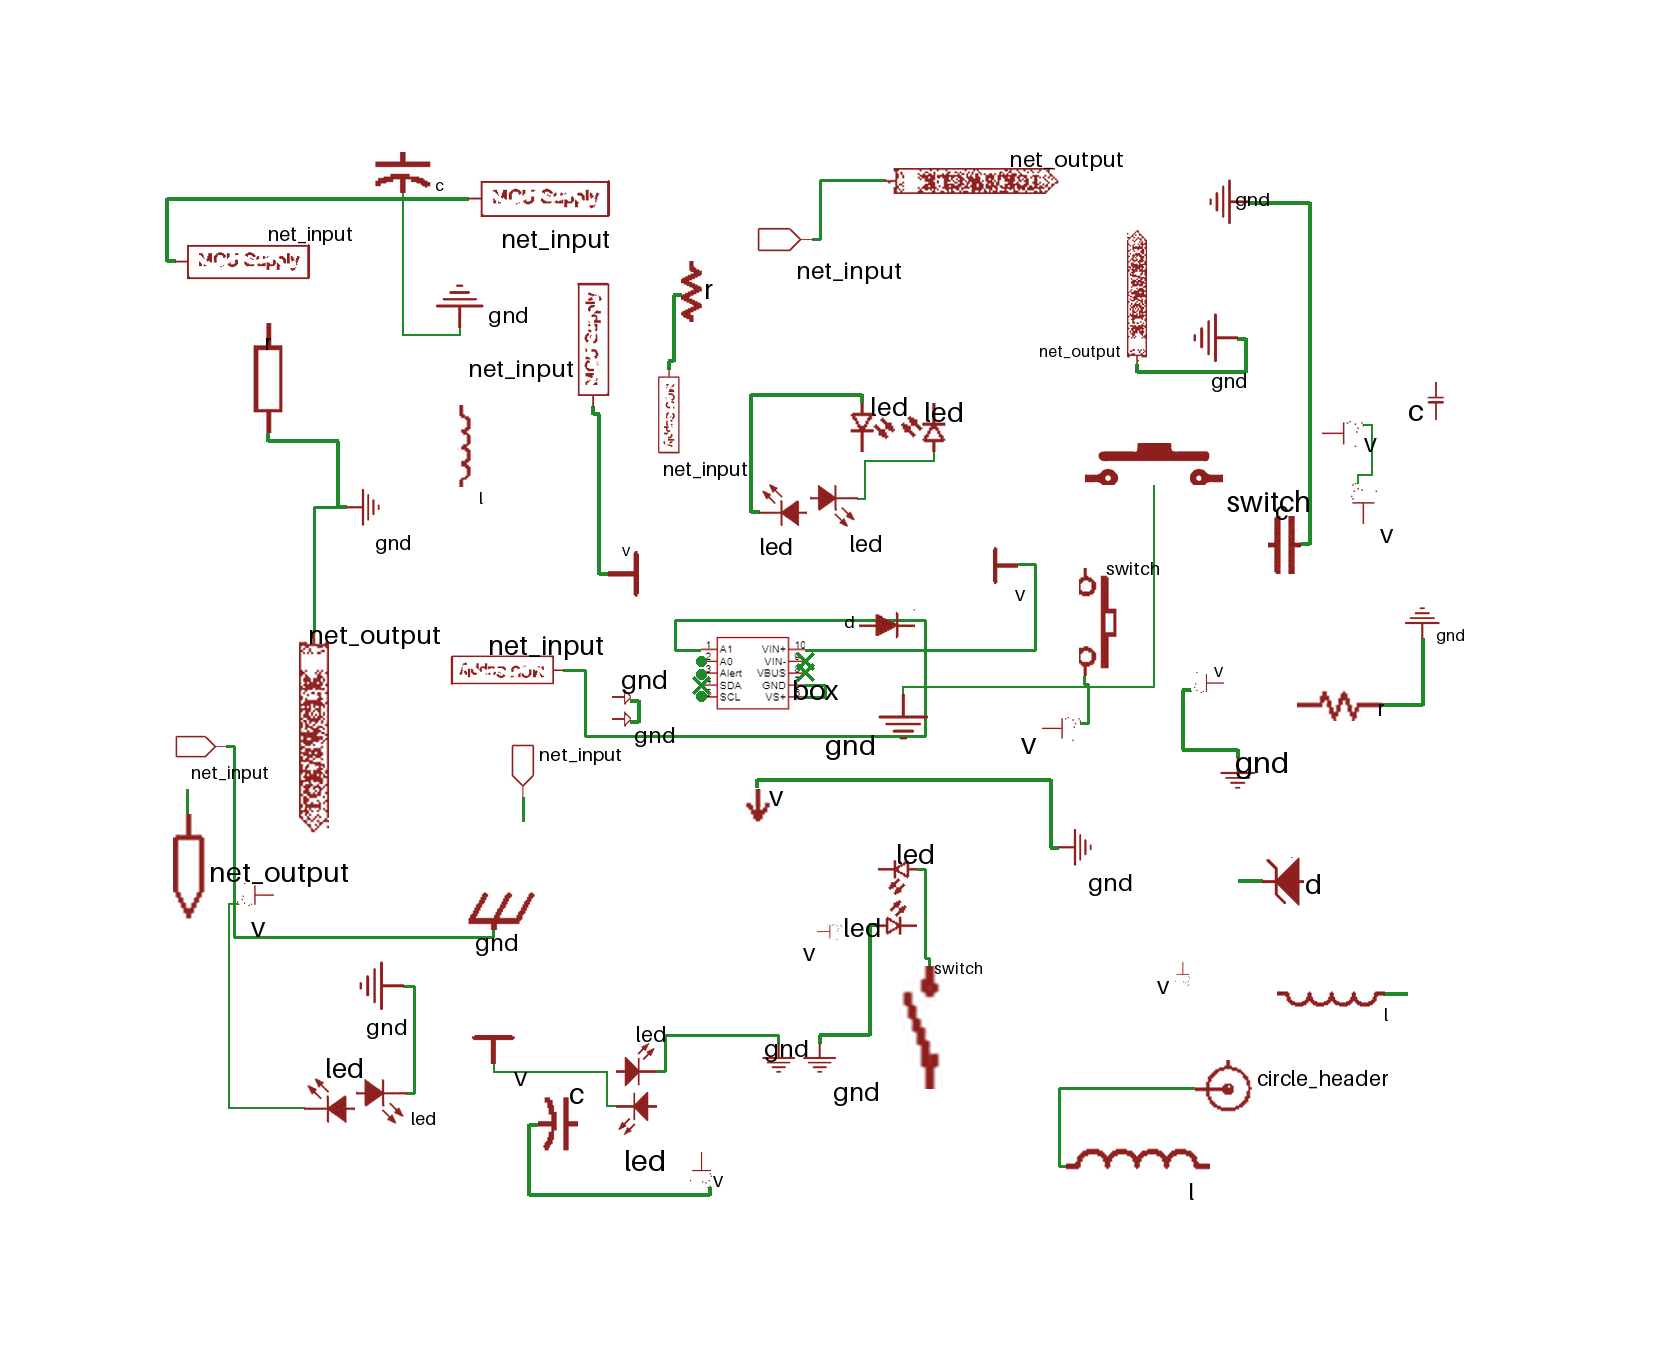 net_output
c
MCU Supply
net_input
gnd
net_input
MCU Supply
net_input
r
gnd
net_input
MCU Supply
net_output
gnd
r
led
led
c
v
net_input
net_input
l
switch
c
v
gnd
led
led
v
switch
v
d
net_output
net_input
gnd
1 A1 VIN+ 10
2 A0 VIN-
3 Alert VBUS
SDA GND
SCL VS+
box
gnd
v
r
gnd
gnd
v
net_input
gnd
net_input
v
led
gnd
d
net_output
v
led
v
gnd
switch
v
l
gnd
led
gnd
led
v
circle_header
c
gnd
led
led
v
l